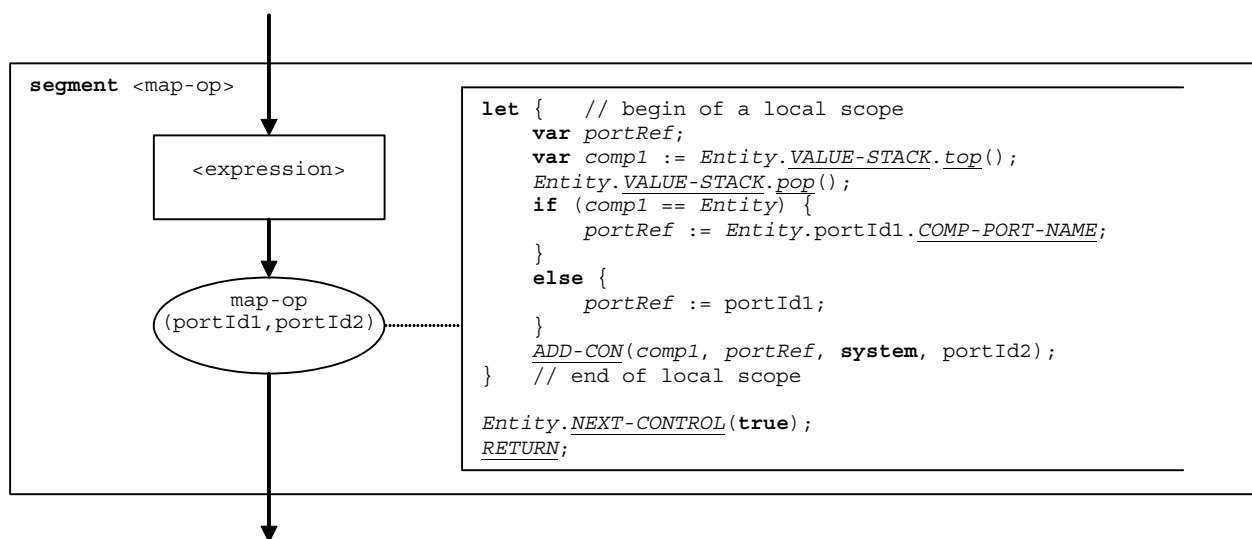 segment <map-op>
<expression>
map-op
(portId1,portId2)
let { // begin of a local scope
var portRef;
var comp1 := Entity.VALUE-STACK.top();
Entity.VALUE-STACK.pop();
if (comp1 == Entity) {
portRef := Entity.portId1.COMP-PORT-NAME;
}
else {
portRef := portId1;
}
ADD-CON(comp1, portRef, system, portId2);
} // end of local scope
Entity.NEXT-CONTROL(true);
RETURN;